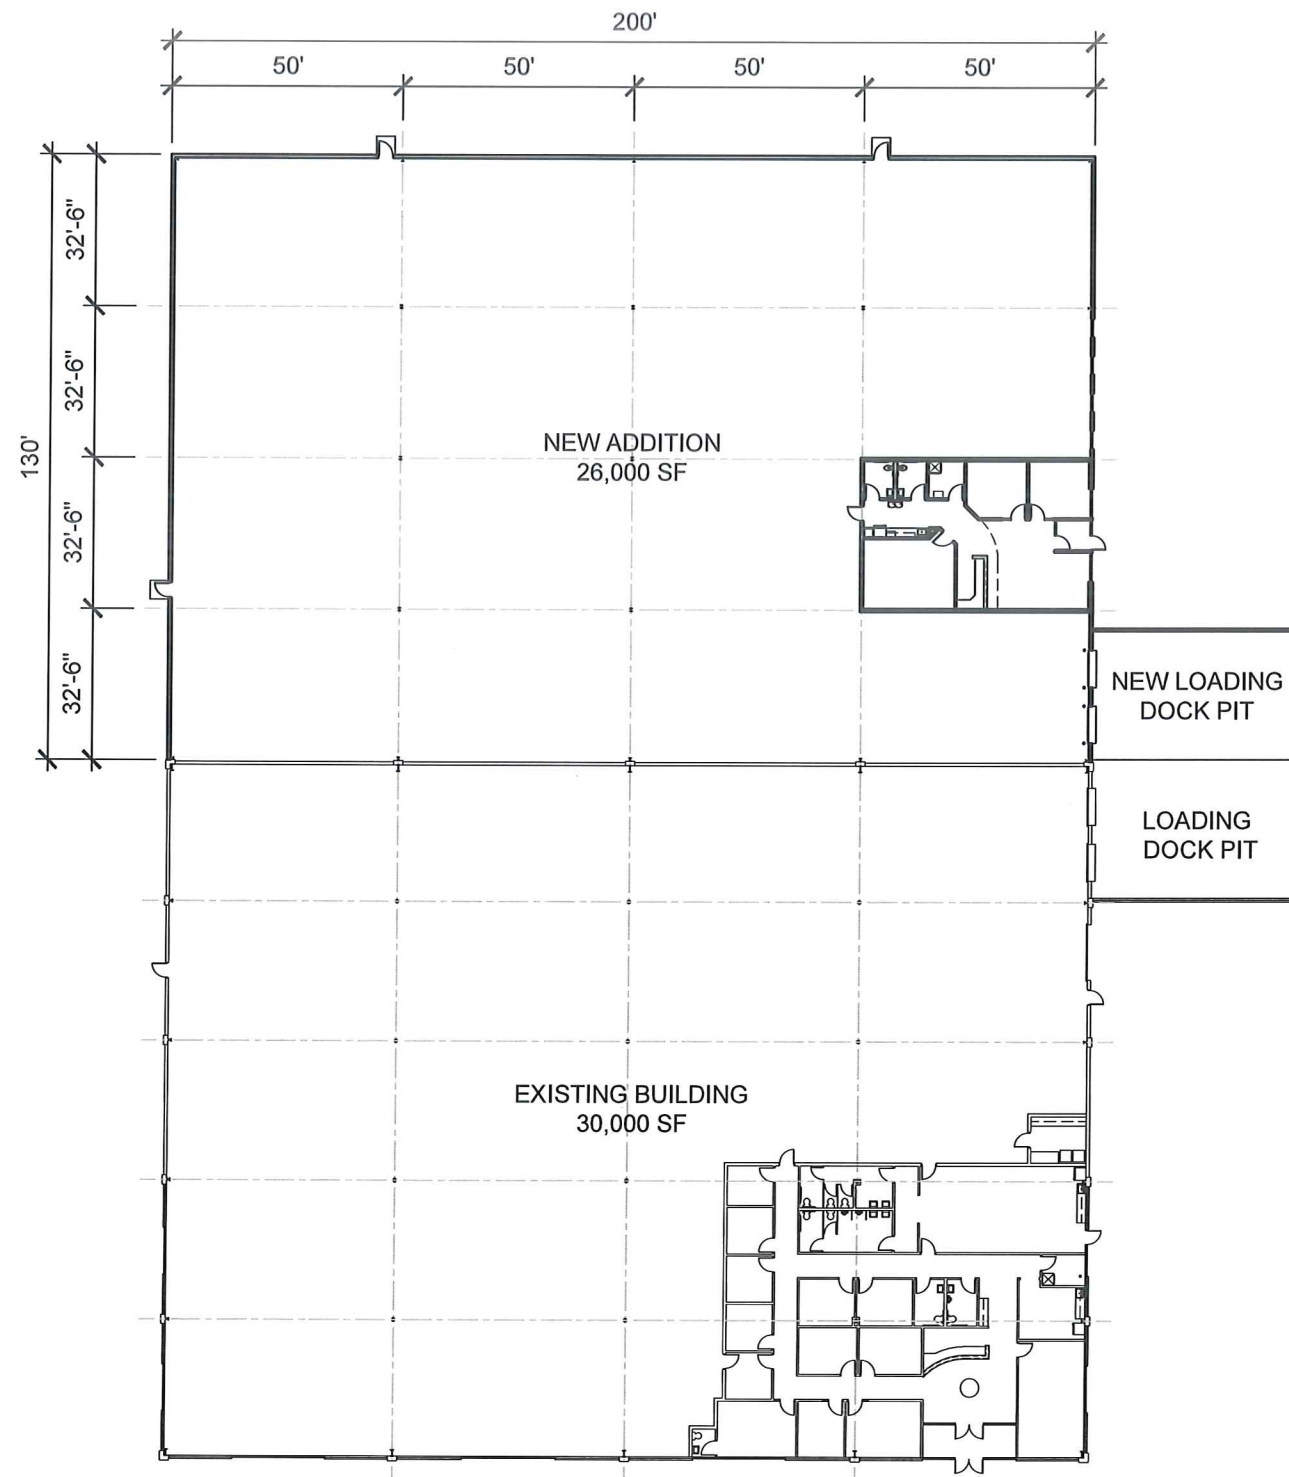 200'
50'
50'
50'
50'
32'-6"
32'-6"
130'
32'-6"
32'-6"
NEW ADDITION
26,000 SF
NEW LOADING
DOCK PIT
LOADING
DOCK PIT
EXISTING BUILDING
30,000 SF